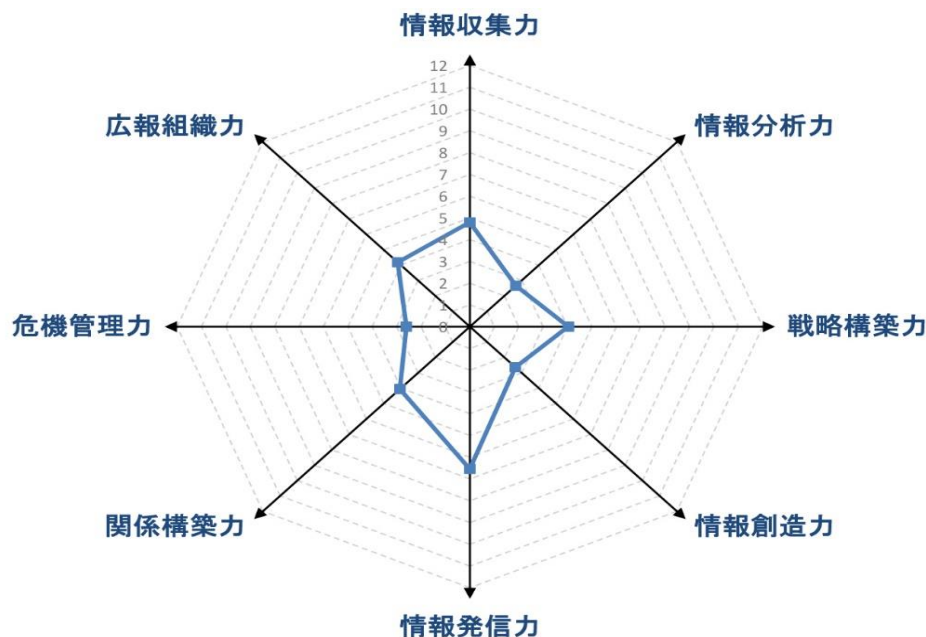 情報収集力
情報分析力
戦略構築力
情報創造力
情報発信力
関係構築力
危機管理力
広報組織力
12
11
10
9
8
7
6
5
4
3
2
1
0